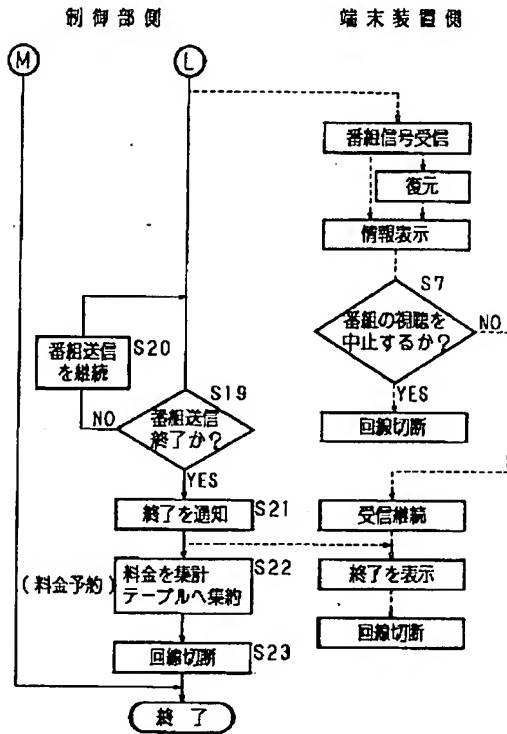 制御部側
端末装置側
M
L
番組信号受信
復元
情報表示
S7
番組の視聴を
中止するか?
NO
YES
回線切断
番組送信
を継続
S20
S19
番組送信
終了か?
NO
YES
終了を通知
S21
受信継続
(料金予約)
料金を集計
テーブルへ集約
S22
終了を表示
回線切断
S23
回線切断
終了